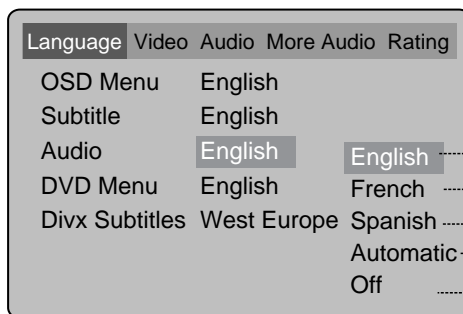 Language Video Audio More Audio Rating
OSD Menu English
Subtitle English
Audio English English
DVD Menu English French
Divx Subtitles West Europe Spanish
Automatic
Off